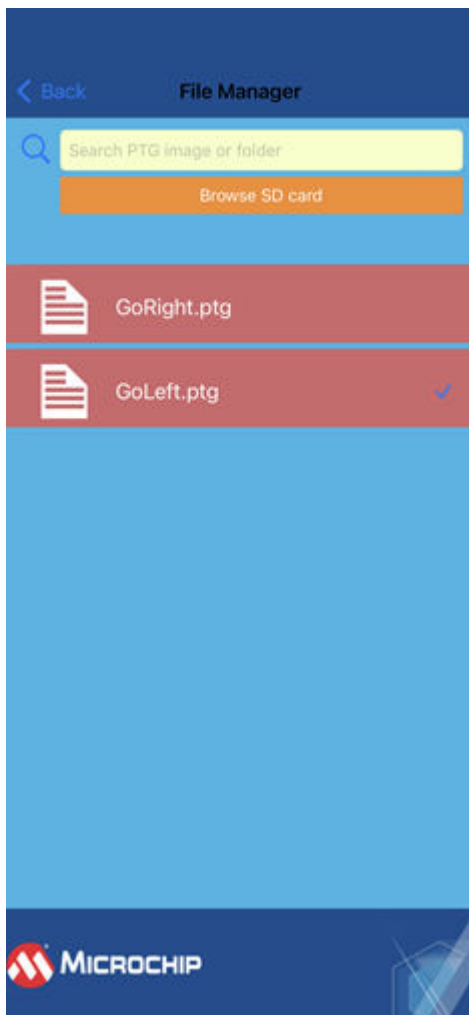 Back
File Manager
Search PTG image or folder
Browse SD card
GoRight.ptg
GoLeft.ptg
MICROCHIP